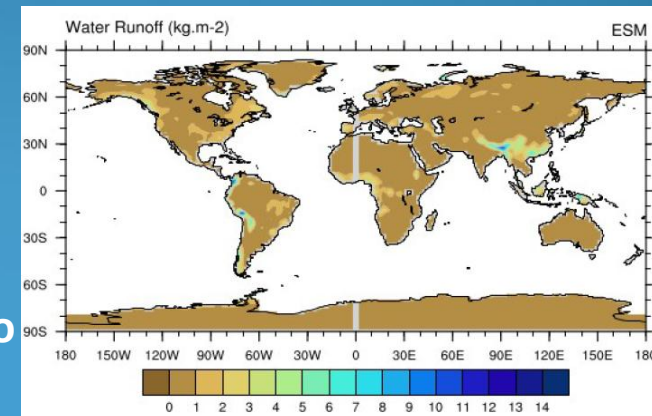 Water Runoff (kg.m-2) ESM
90N
60N
30N
0
30S
60S
90S
180 150W 120W 90W 60W 30W 0 30E 60E 90E 120E 150E 180
0 1 2 3 4 5 6 7 8 9 10 11 12 13 14